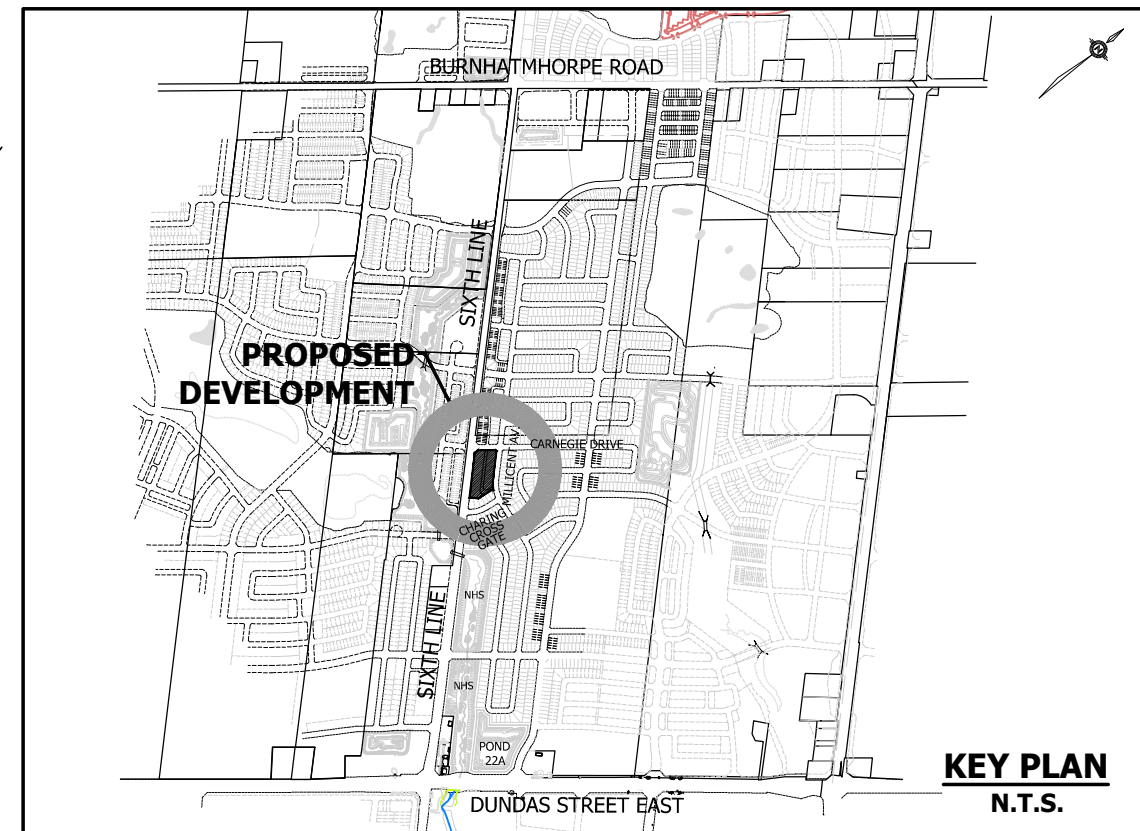 BURNHATMHORPE ROAD
SIXTH LINE
PROPOSED
DEVELOPMENT
CARNEGIE DRIVE
MILLICENT AV
CHARING
CROSS
GATE
NHS
SIXTH LINE
NHS
POND
22A
KEY PLAN
N.T.S.
DUNDAS STREET EAST